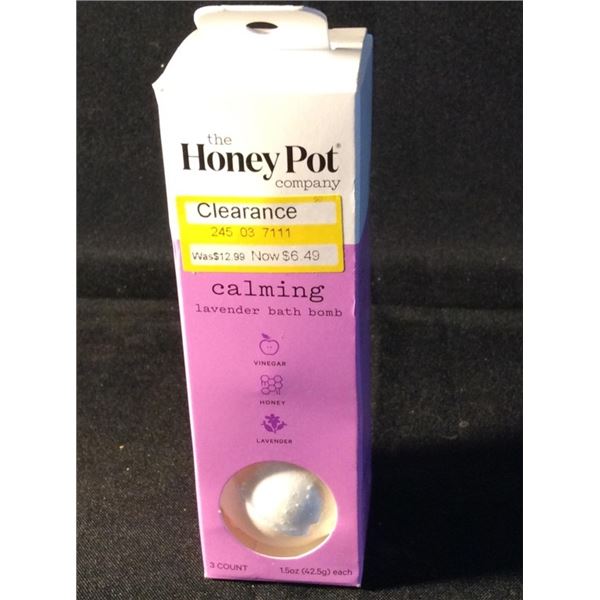 the
Honey Pot®
company
Clearance
245 03 7111
Was$12.99 Now $6.49
calming
lavender bath bomb
VINEGAR
HONEY
LAVENDER
3 COUNT 1.5oz (42.5g) each